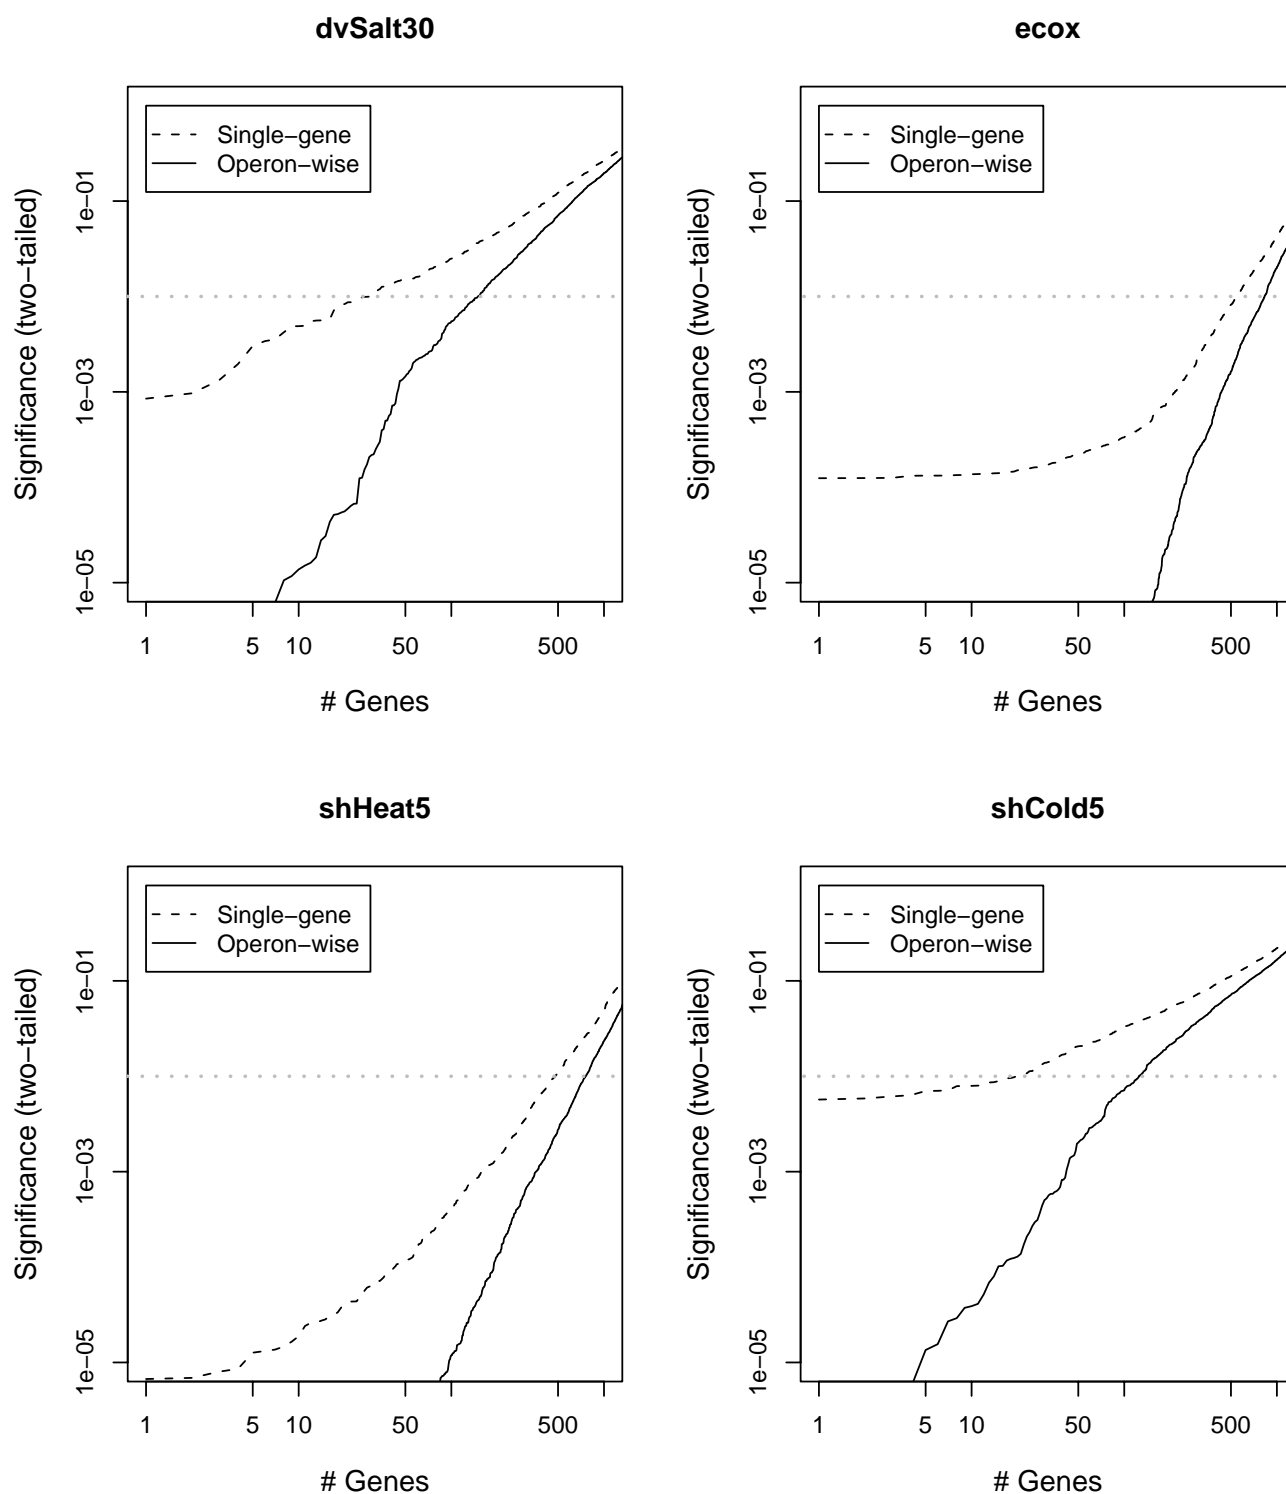 dvSalt30
Single−gene
Operon−wise
Significance (two−tailed)
1e−01
1e−03
1e−05
1 5 10 50 500
# Genes
ecox
Single−gene
Operon−wise
Significance (two−tailed)
1e−01
1e−03
1e−05
1 5 10 50 500
# Genes
shHeat5
Single−gene
Operon−wise
Significance (two−tailed)
1e−01
1e−03
1e−05
1 5 10 50 500
# Genes
shCold5
Single−gene
Operon−wise
Significance (two−tailed)
1e−01
1e−03
1e−05
1 5 10 50 500
# Genes